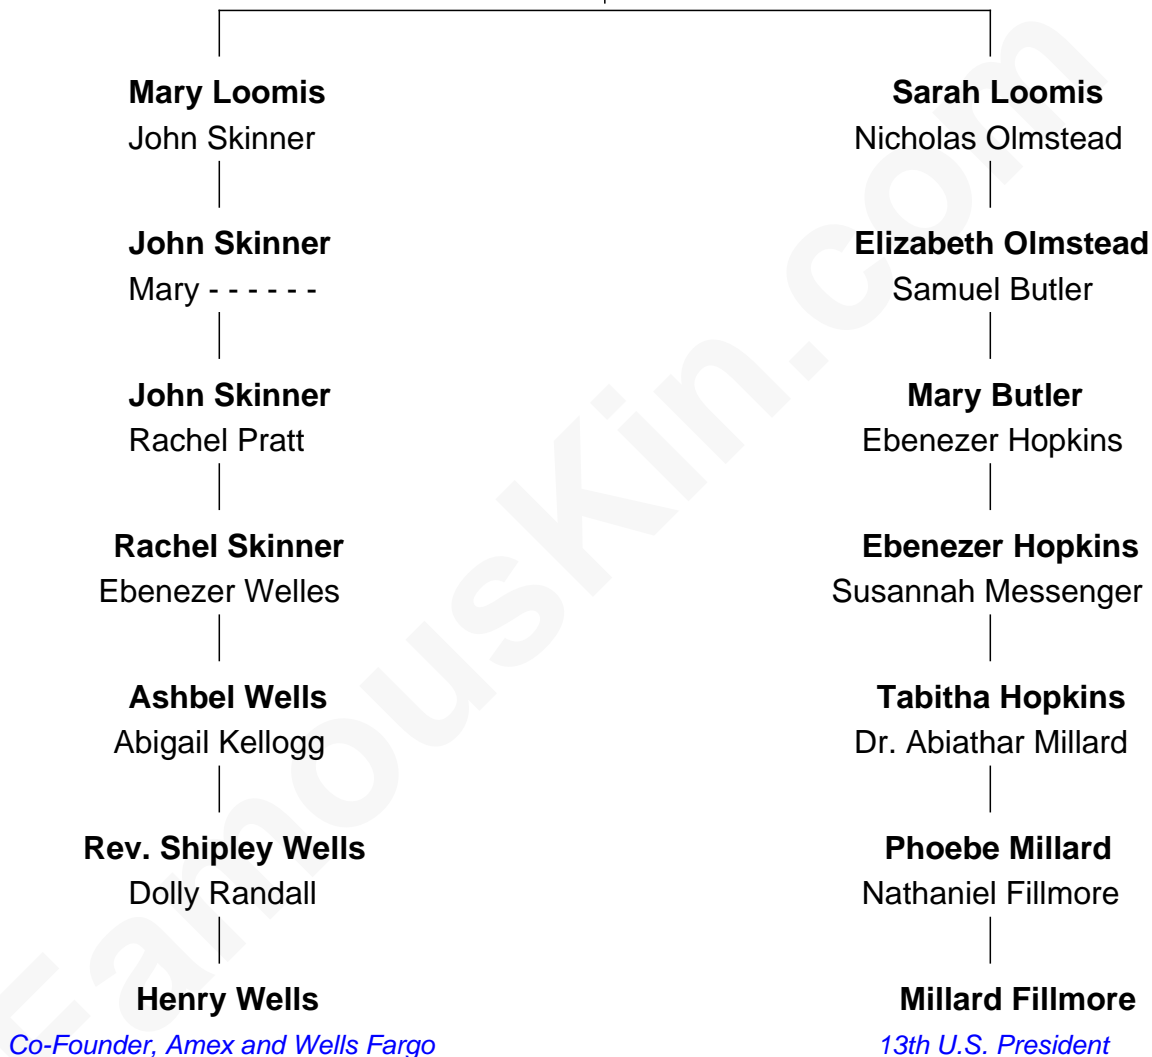 Mary Loomis
John Skinner
Sarah Loomis
Nicholas Olmstead
John Skinner
Mary - - - - - -
Elizabeth Olmstead
Samuel Butler
John Skinner
Rachel Pratt
Mary Butler
Ebenezer Hopkins
Rachel Skinner
Ebenezer Welles
Ebenezer Hopkins
Susannah Messenger
Ashbel Wells
Abigail Kellogg
Tabitha Hopkins
Dr. Abiathar Millard
Rev. Shipley Wells
Dolly Randall
Phoebe Millard
Nathaniel Fillmore
Henry Wells
Co-Founder, Amex and Wells Fargo
Millard Fillmore
13th U.S. President
FamousKin.com